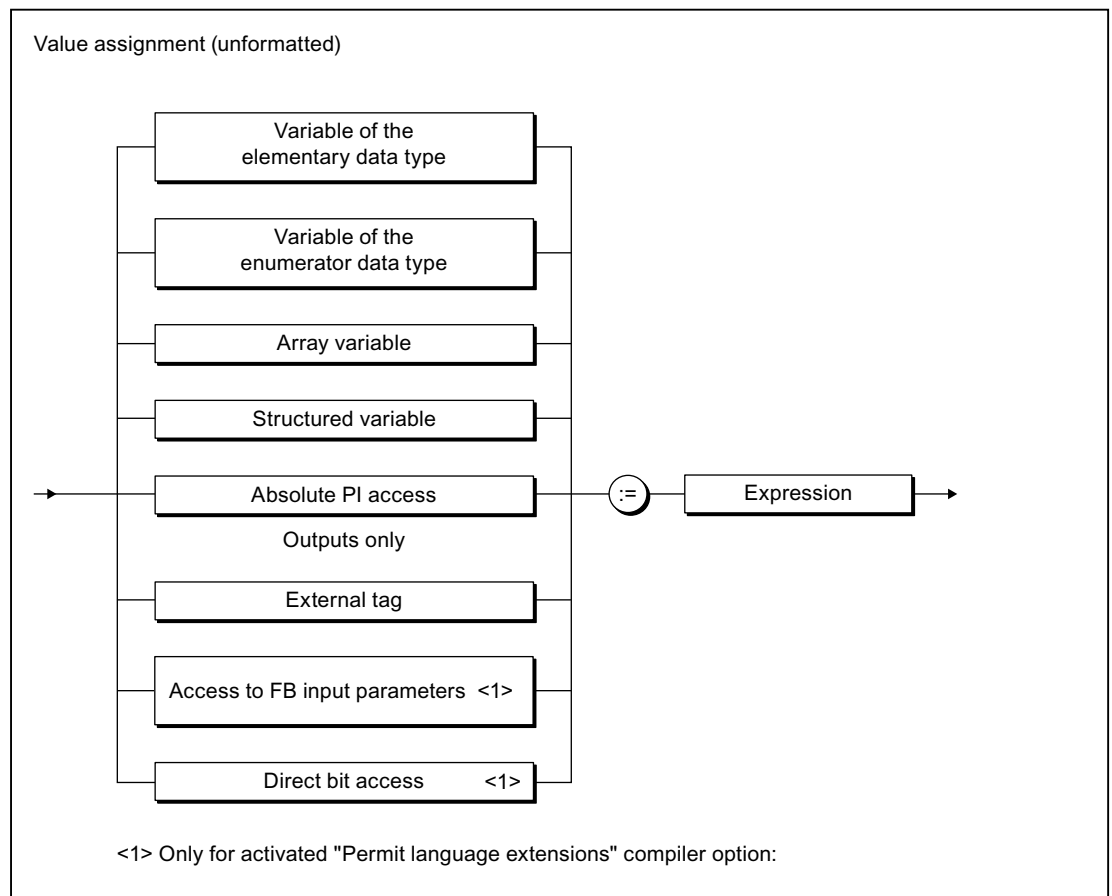 Value assignment (unformatted)
Variable of the
elementary data type
Variable of the
enumerator data type
Array variable
Structured variable
Absolute PI access
Outputs only
:=
Expression
External tag
Access to FB input parameters <1>
Direct bit access <1>
<1> Only for activated "Permit language extensions" compiler option: